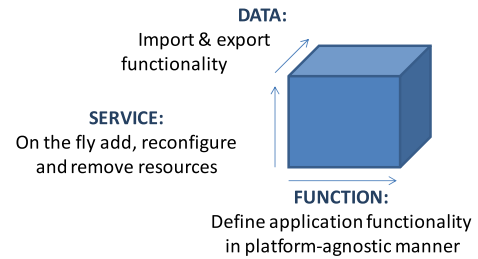 DATA:
Import & export
functionality
SERVICE:
On the fly add, reconfigure
and remove resources
FUNCTION:
Define application functionality
in platform-agnostic manner